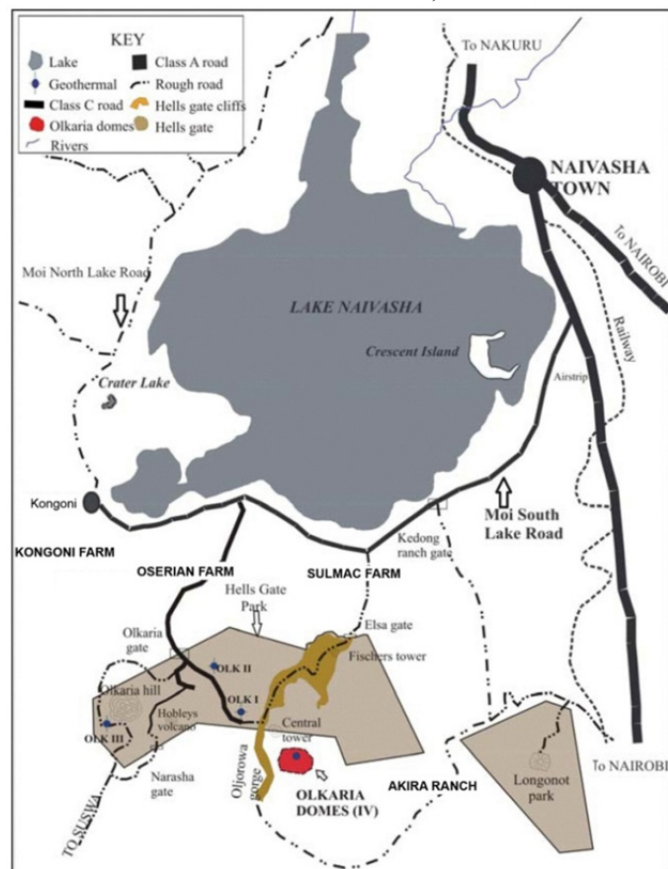 KEY
Lake
Class A road
Geothermal
Rough road
Class C road
Hells gate cliffs
Olkaria domes
Hells gate
Rivers
To NAKURU
NAIVASHA
TOWN
To NAIROBI
Moi North Lake Road
LAKE NAIVASHA
Railway
Crescent Island
Airstrip
Crater Lake
Kongoni
Moi South
Lake Road
Kedong
ranch gate
KONGONI FARM
OSERIAN FARM
SULMAC FARM
Hells Gate
Park
Elsa gate
Olkaria
gate
Fischers tower
OLK II
Olkaria hill
OLK I
Hobleys
volcano
OLK III
Central
tower
Narasha
gate
Oljorowa
gorge
OLKARIA
DOMES (IV)
AKIRA RANCH
Longonot
park
To NAIROBI
TO SUSWA